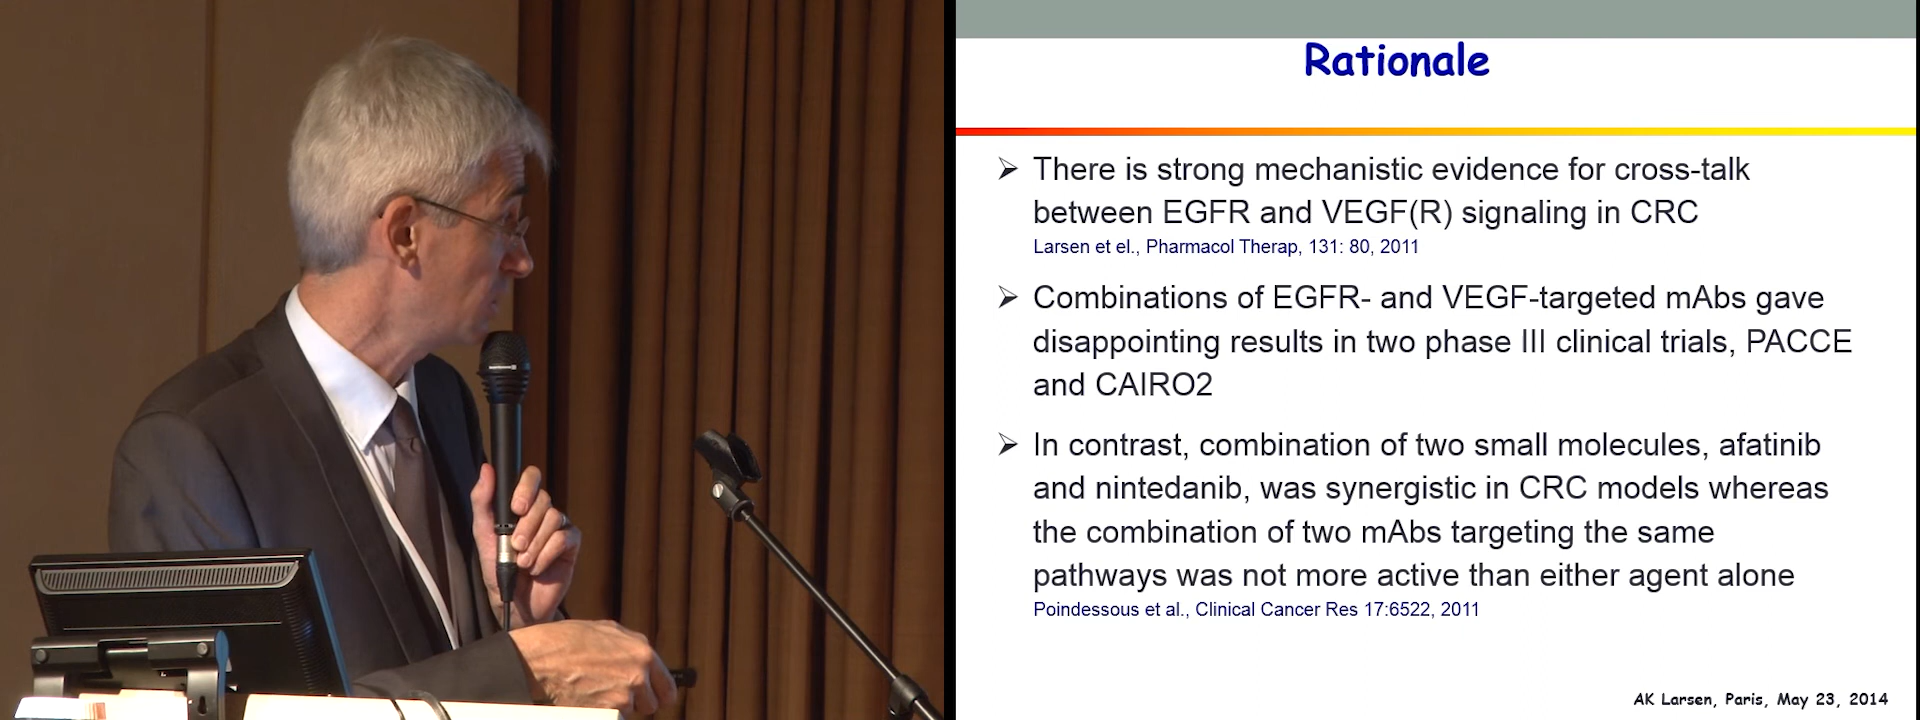 Rationale
There is strong mechanistic evidence for cross-talk
between EGFR and VEGF(R) signaling in CRC
Larsen et el., Pharmacol Therap, 131: 80, 2011
Combinations of EGFR- and VEGF-targeted mAbs gave
disappointing results in two phase III clinical trials, PACCE
and CAIRO2
In contrast, combination of two small molecules, afatinib
and nintedanib, was synergistic in CRC models whereas
the combination of two mAbs targeting the same
pathways was not more active than either agent alone
Poindessous et al., Clinical Cancer Res 17:6522, 2011
AK Larsen, Paris, May 23, 2014